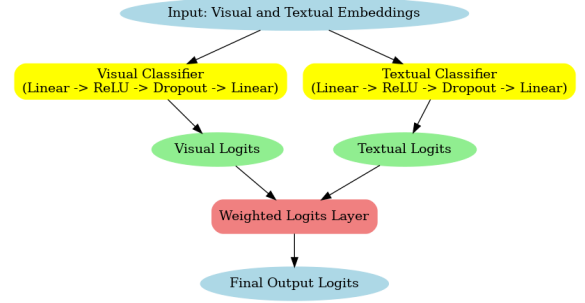 Input: Visual and Textual Embeddings
Visual Classifier
(Linear -> ReLU -> Dropout -> Linear)
Textual Classifier
(Linear -> ReLU -> Dropout -> Linear)
Visual Logits
Textual Logits
Weighted Logits Layer
Final Output Logits